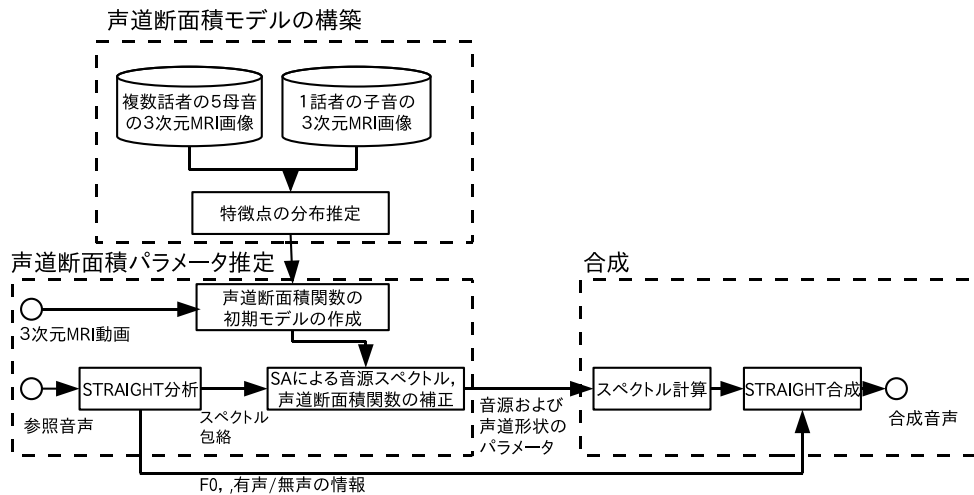 声道断面積モデルの構築
複数話者の5母音
の3次元MRI画像
1話者の子音の
3次元MRI画像
特徴点の分布推定
声道断面積パラメータ推定
合成
声道断面積関数の
初期モデルの作成
3次元MRI動画
STRAIGHT分析
SAによる音源スペクトル,
声道断面積関数の補正
スペクトル計算
STRAIGHT合成
参照音声
スペクトル
包絡
音源および
声道形状の
パラメータ
合成音声
F0, ,有声/無声の情報